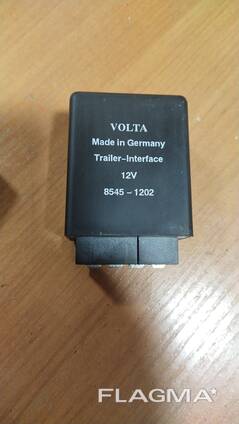 VOLTA
Made in Germany
Trailer-Interface
12V
8545 - 1202
FLAGMA